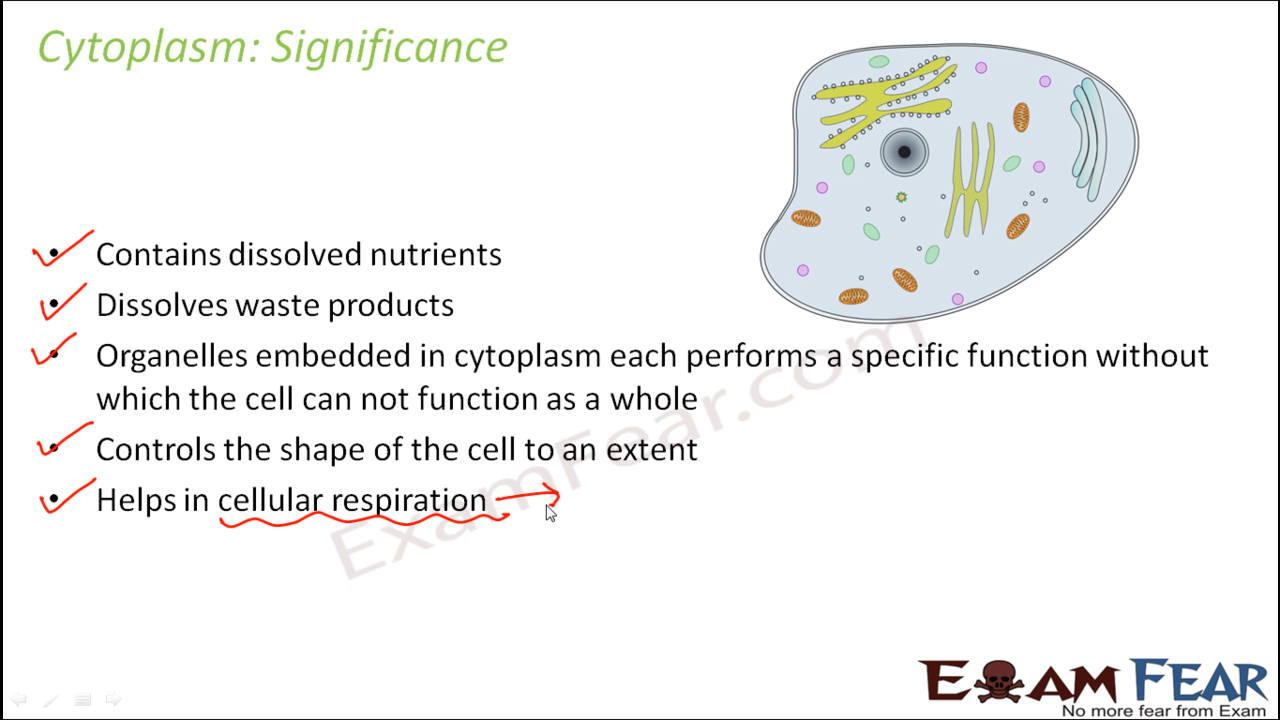 Cytoplasm: Significance
• Contains dissolved nutrients
• Dissolves waste products
• Organelles embedded in cytoplasm each performs a specific function without
which the cell can not function as a whole
• Controls the shape of the cell to an extent
• Helps in cellular respiration
ExamFear.com
EXAM FEAR
No more fear from Exam